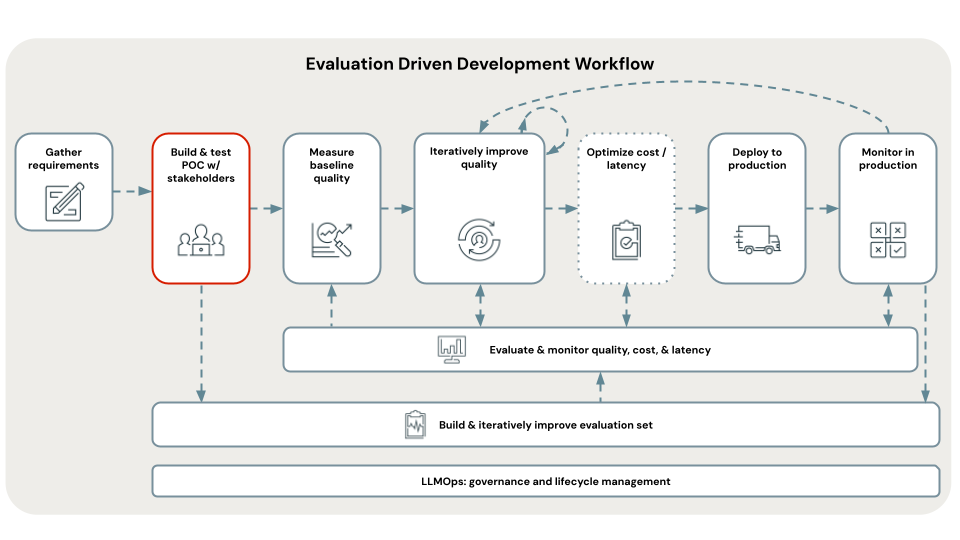 Evaluation Driven Development Workflow
Gather
requirements
Build & test
POC w/
stakeholders
Measure
baseline
quality
Iteratively improve
quality
Optimize cost /
latency
Deploy to
production
Monitor in
production
Evaluate & monitor quality, cost, & latency
Build & iteratively improve evaluation set
LLMOps: governance and lifecycle management